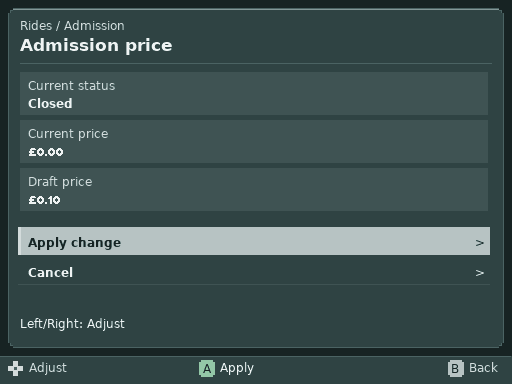 Rides / Admission
Admission price
Current status
Closed
Current price
£0.00
Draft price
£0.10
Apply change >
Cancel >
Left/Right: Adjust
Adjust A Apply B Back